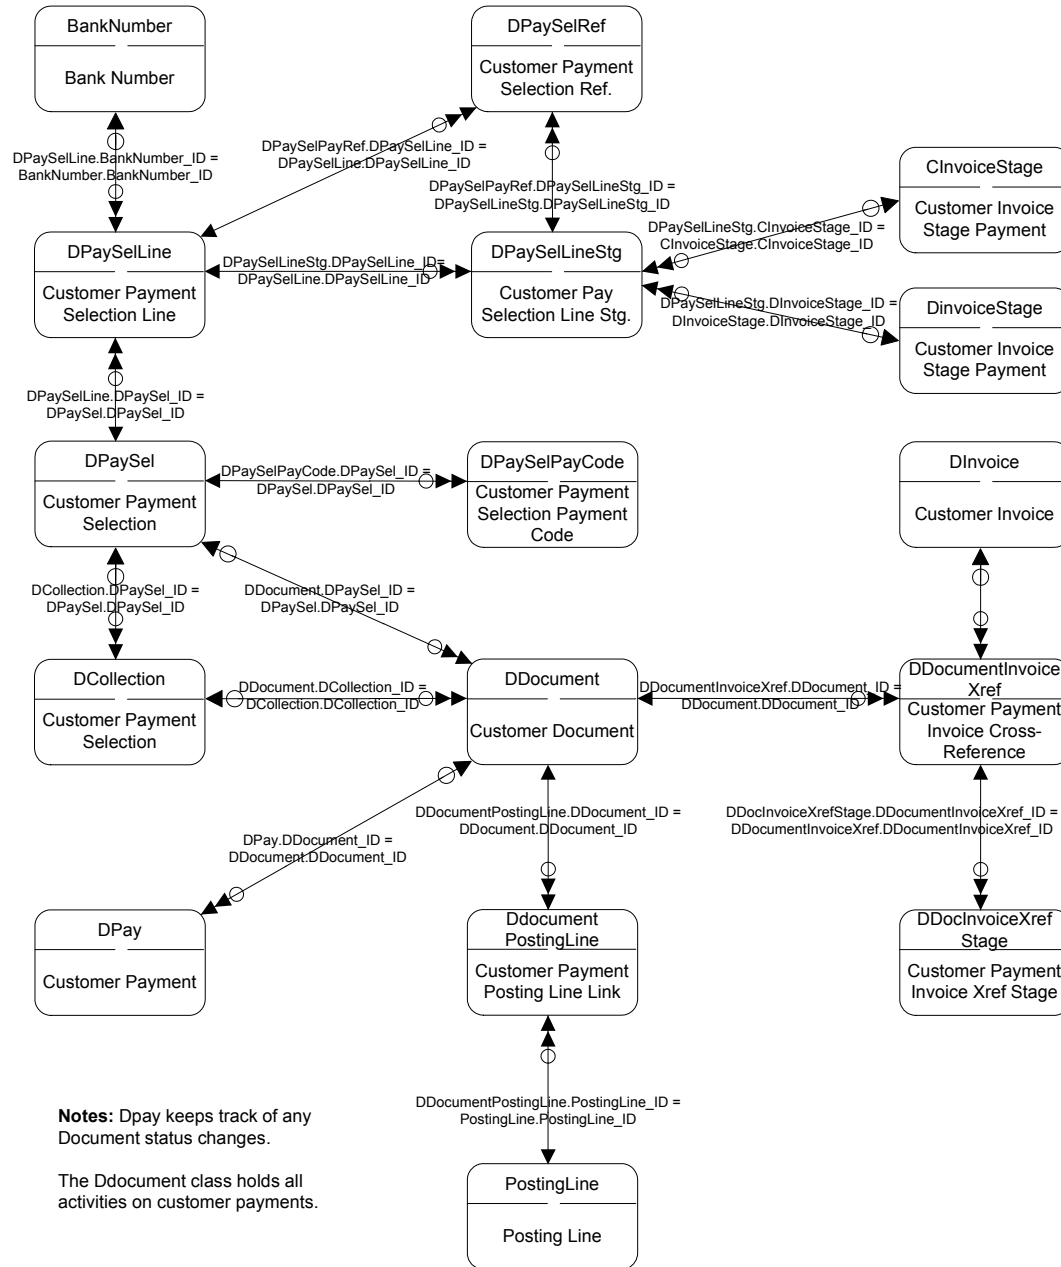 BankNumber
Bank Number
DPaySelRef
Customer Payment
Selection Ref.
DPaySelLine.BankNumber_ID =
BankNumber.BankNumber_ID
DPaySelPayRef.DPaySelLine_ID =
DPaySelLine.DPaySelLine_ID
DPaySelPayRef.DPaySelLineStg_ID =
DPaySelLineStg.DPaySelLineStg_ID
CInvoiceStage
Customer Invoice
Stage Payment
DPaySelLineStg.CInvoiceStage_ID =
CInvoiceStage.CInvoiceStage_ID
DPaySelLine
Customer Payment
Selection Line
DPaySelLineStg.DPaySelLine_ID=
DPaySelLine.DPaySelLine_ID
DPaySelLineStg
Customer Pay
Selection Line Stg.
DPaySelLineStg.DInvoiceStage_ID =
DInvoiceStage.DInvoiceStage_ID
DinvoiceStage
Customer Invoice
Stage Payment
DPaySelLine.DPaySel_ID =
DPaySel.DPaySel_ID
DPaySel
Customer Payment
Selection
DPaySelPayCode.DPaySel_ID =
DPaySel.DPaySel_ID
DPaySelPayCode
Customer Payment
Selection Payment
Code
DInvoice
Customer Invoice
DCollection.DPaySel_ID =
DPaySel.DPaySel_ID
DDocument.DPaySel_ID =
DPaySel.DPaySel_ID
DCollection
Customer Payment
Selection
DDocument.DCollection_ID =
DCollection.DCollection_ID
DDocument
Customer Document
DDocumentInvoiceXref.DDocument_ID =
DDocument.DDocument_ID
DDocumentInvoice
Xref
Customer Payment
Invoice Cross-
Reference
DPay.DDocument_ID =
DDocument.DDocument_ID
DDocumentPostingLine.DDocument_ID =
DDocument.DDocument_ID
DDocInvoiceXrefStage.DDocumentInvoiceXref_ID =
DDocumentInvoiceXref.DDocumentInvoiceXref_ID
DPay
Customer Payment
Ddocument
PostingLine
Customer Payment
Posting Line Link
DDocInvoiceXref
Stage
Customer Payment
Invoice Xref Stage
DDocumentPostingLine.PostingLine_ID =
PostingLine.PostingLine_ID
Notes: Dpay keeps track of any
Document status changes.
The Ddocument class holds all
activities on customer payments.
PostingLine
Posting Line